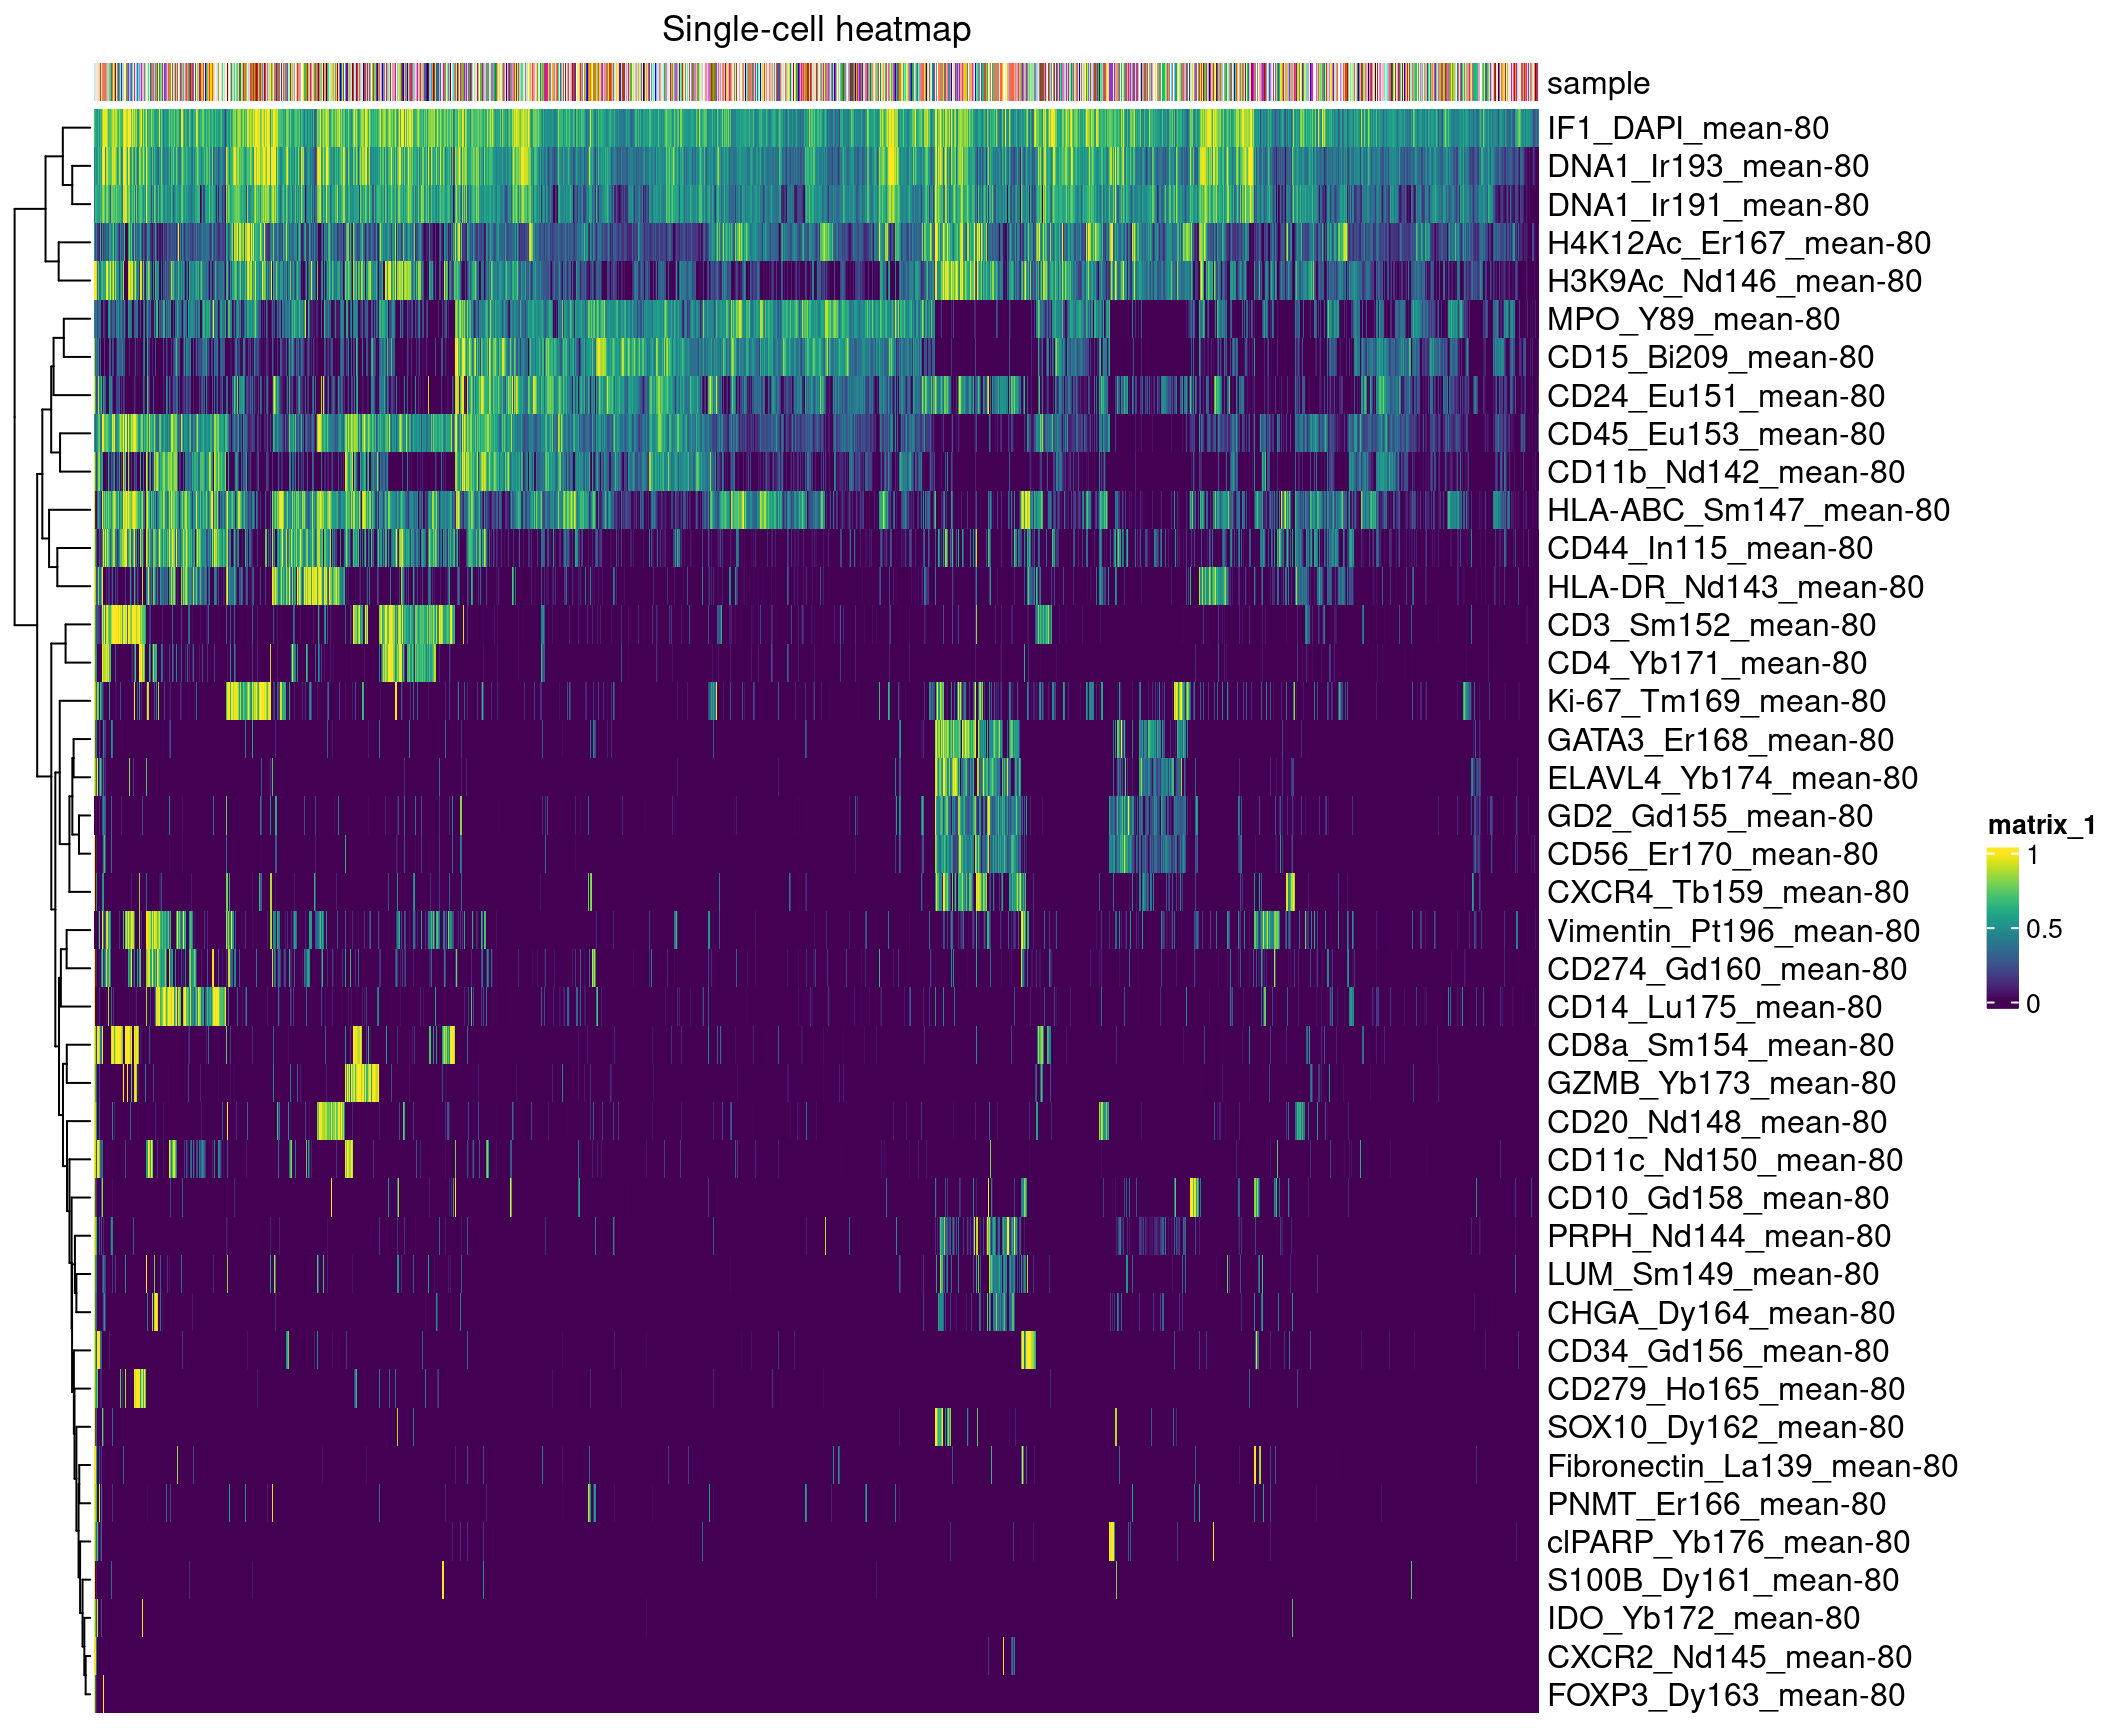 Single-cell heatmap
sample
IF1_DAPI_mean-80
DNA1_Ir193_mean-80
DNA1_Ir191_mean-80
H4K12Ac_Er167_mean-80
H3K9Ac_Nd146_mean-80
MPO_Y89_mean-80
CD15_Bi209_mean-80
CD24_Eu151_mean-80
CD45_Eu153_mean-80
CD11b_Nd142_mean-80
HLA-ABC_Sm147_mean-80
CD44_In115_mean-80
HLA-DR_Nd143_mean-80
CD3_Sm152_mean-80
CD4_Yb171_mean-80
Ki-67_Tm169_mean-80
GATA3_Er168_mean-80
ELAVL4_Yb174_mean-80
GD2_Gd155_mean-80
CD56_Er170_mean-80
CXCR4_Tb159_mean-80
Vimentin_Pt196_mean-80
CD274_Gd160_mean-80
CD14_Lu175_mean-80
CD8a_Sm154_mean-80
GZMB_Yb173_mean-80
CD20_Nd148_mean-80
CD11c_Nd150_mean-80
CD10_Gd158_mean-80
PRPH_Nd144_mean-80
LUM_Sm149_mean-80
CHGA_Dy164_mean-80
CD34_Gd156_mean-80
CD279_Ho165_mean-80
SOX10_Dy162_mean-80
Fibronectin_La139_mean-80
PNMT_Er166_mean-80
clPARP_Yb176_mean-80
S100B_Dy161_mean-80
IDO_Yb172_mean-80
CXCR2_Nd145_mean-80
FOXP3_Dy163_mean-80
matrix_1
1
0.5
0